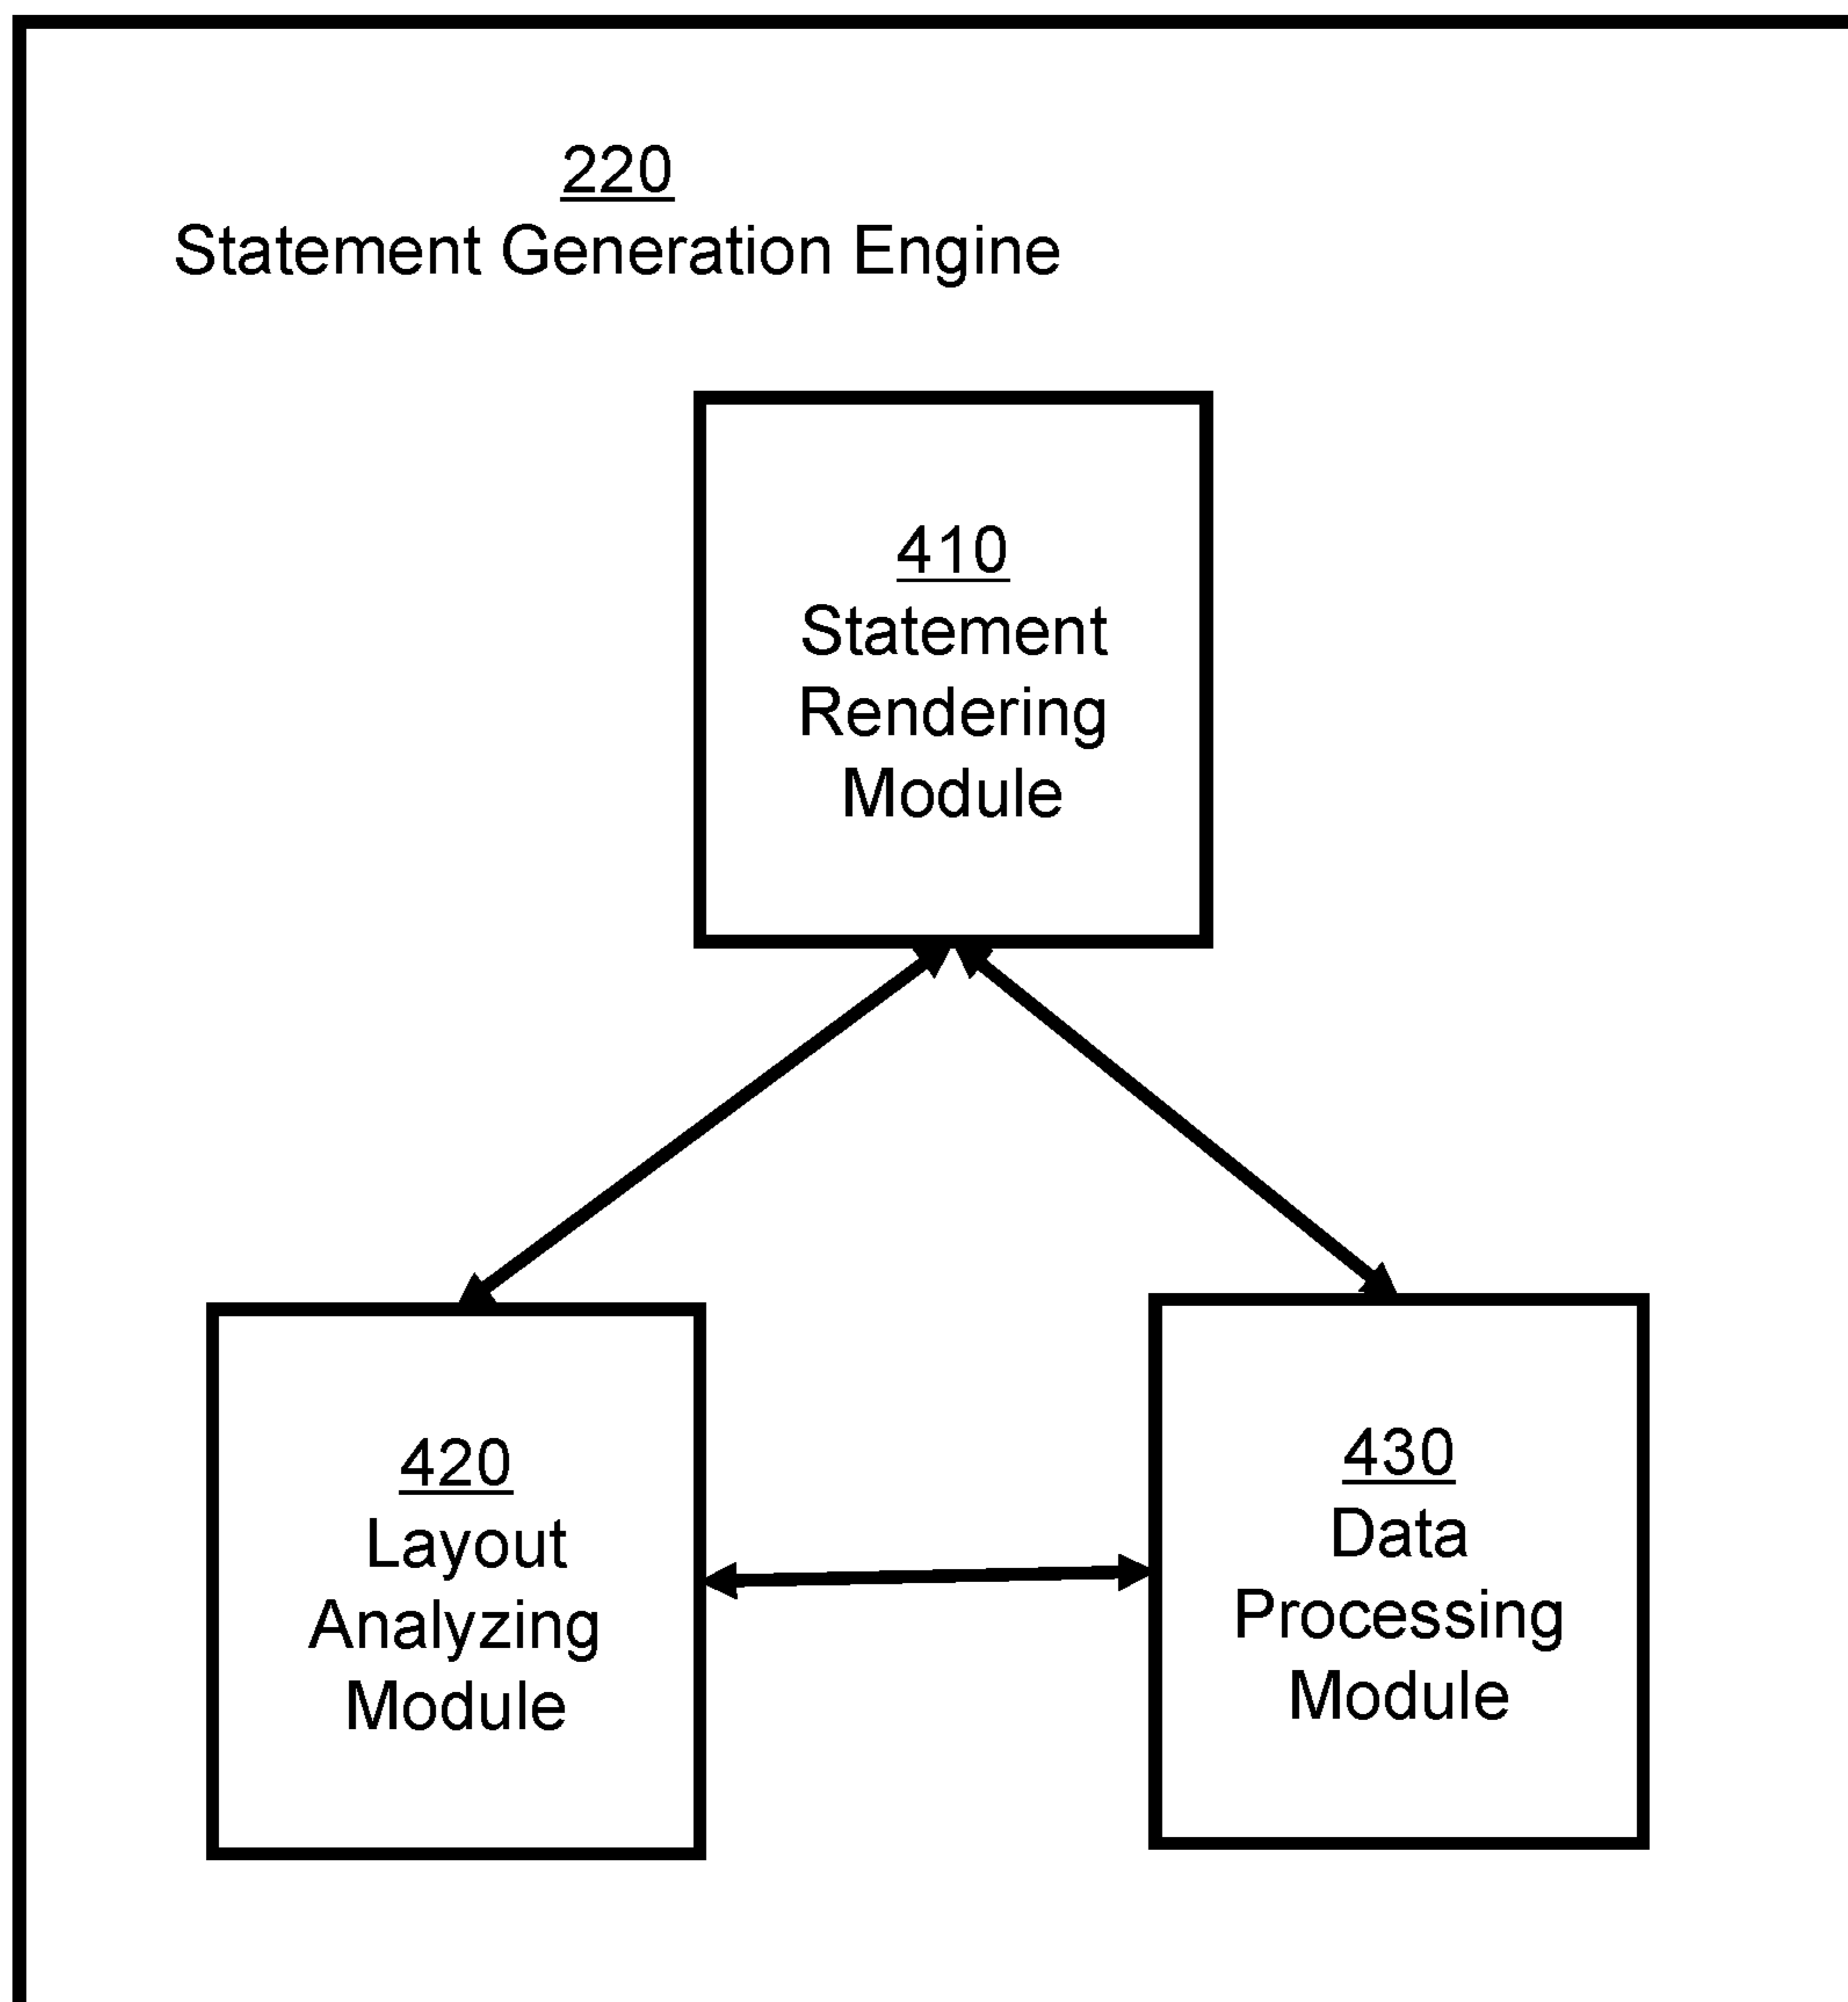 220
Statement Generation Engine
410
Statement
Rendering
Module
420
Layout
Analyzing
Module
430
Data
Processing
Module